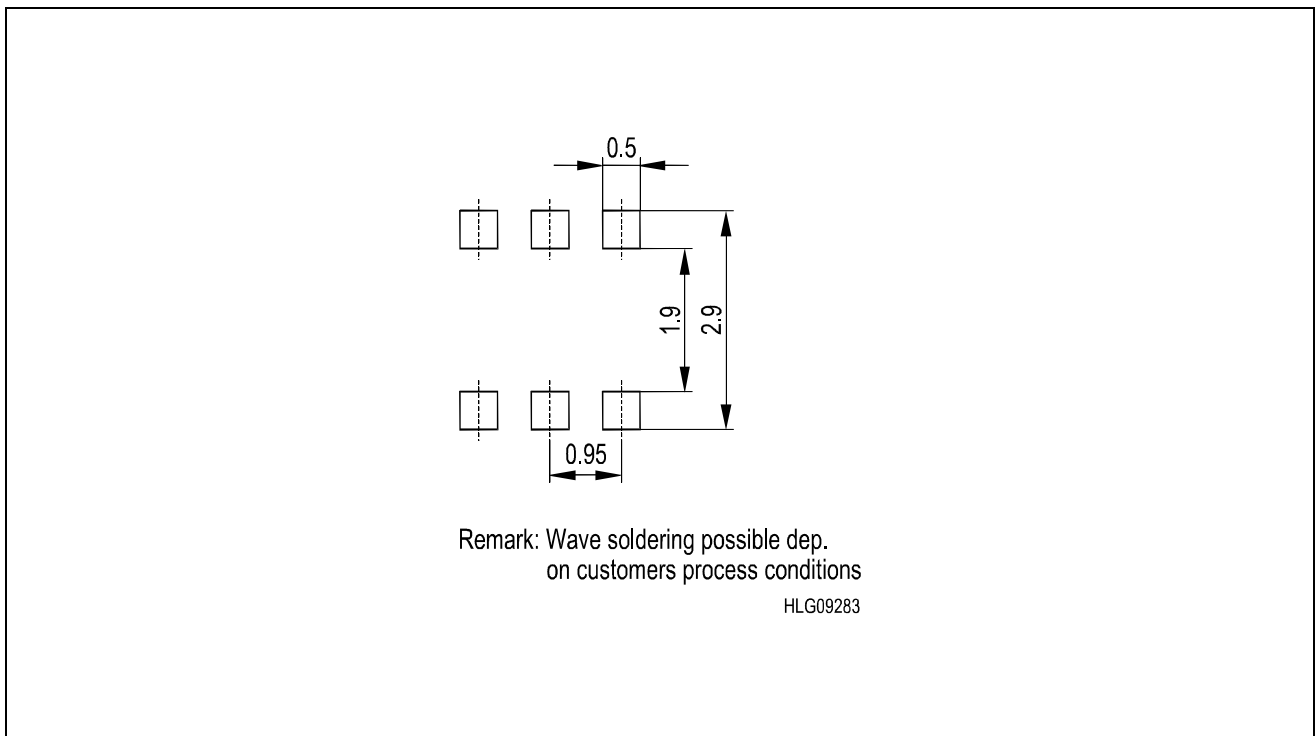 0.5
1.9
2.9
0.95
Remark: Wave soldering possible dep.
on customers process conditions
HLG09283